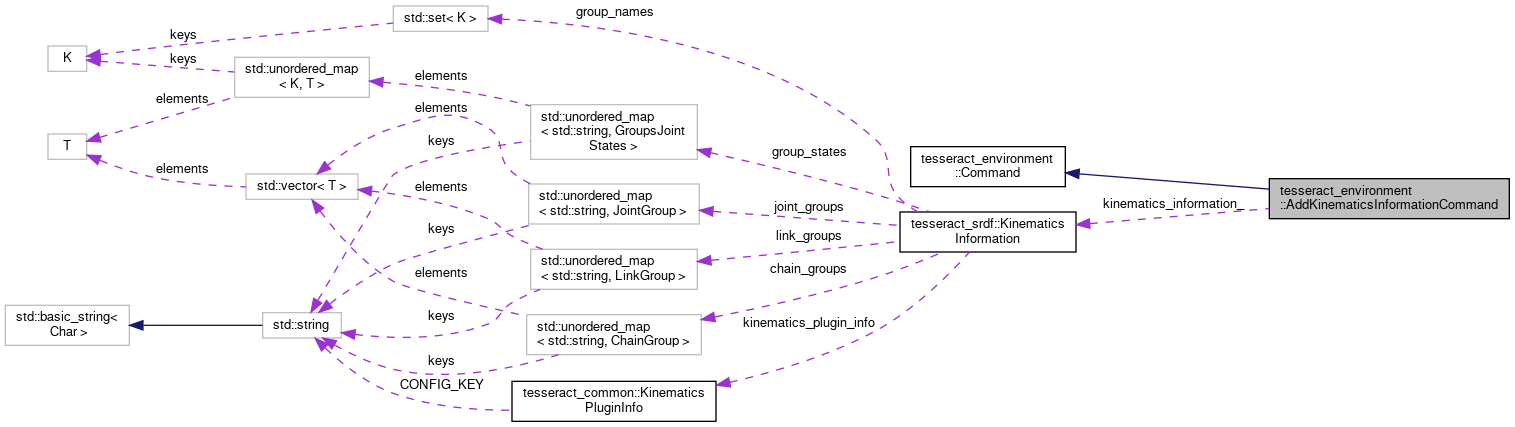 group_names
std::set< K >
keys
K
keys
std::unordered_map
< K, T >
elements
elements
elements
std::unordered_map
< std::string, GroupsJoint
States >
keys
T
group_states
tesseract_environment
::Command
elements
std::vector< T >
elements
std::unordered_map
< std::string, JointGroup >
joint_groups
kinematics_information_
tesseract_environment
::AddKinematicsInformationCommand
tesseract_srdf::Kinematics
Information
keys
link_groups
std::unordered_map
< std::string, LinkGroup >
elements
chain_groups
std::basic_string<
Char >
std::string
keys
kinematics_plugin_info
std::unordered_map
< std::string, ChainGroup >
keys
CONFIG_KEY
tesseract_common::Kinematics
PluginInfo